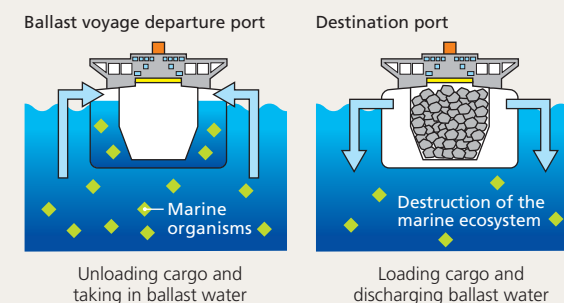 Ballast voyage departure port
Destination port
Marine
organisms
Destruction of the
marine ecosystem
Unloading cargo and
taking in ballast water
Loading cargo and
discharging ballast water